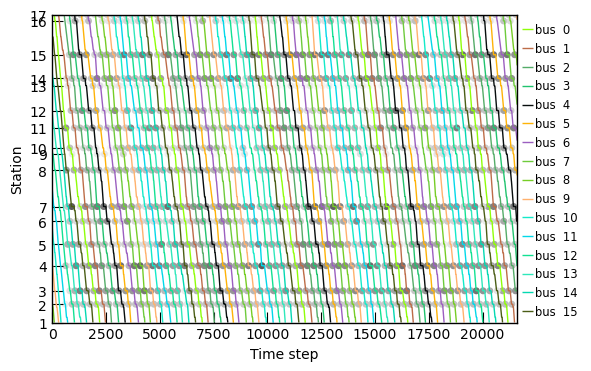 17
16
15
14
13
12
11
10
9
8
7
6
5
4
3
2
1
Station
0 2500 5000 7500 10000 12500 15000 17500 20000
Time step
bus 0
bus 1
bus 2
bus 3
bus 4
bus 5
bus 6
bus 7
bus 8
bus 9
bus 10
bus 11
bus 12
bus 13
bus 14
bus 15